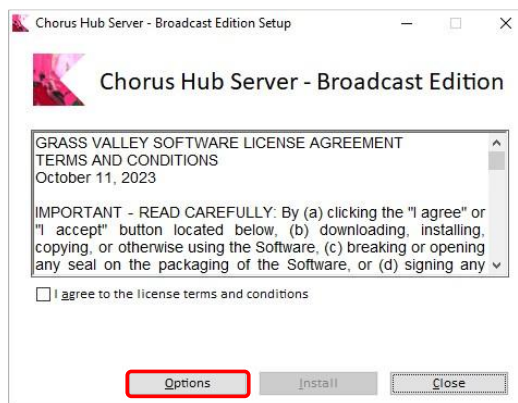 Chorus Hub Server - Broadcast Edition Setup
Chorus Hub Server - Broadcast Edition
GRASS VALLEY SOFTWARE LICENSE AGREEMENT
TERMS AND CONDITIONS
October 11, 2023
IMPORTANT - READ CAREFULLY: By (a) clicking the "I agree" or
"I accept" button located below, (b) downloading, installing,
copying, or otherwise using the Software, (c) breaking or opening
any seal on the packaging of the Software, or (d) signing any
I agree to the license terms and conditions
Options Install Close